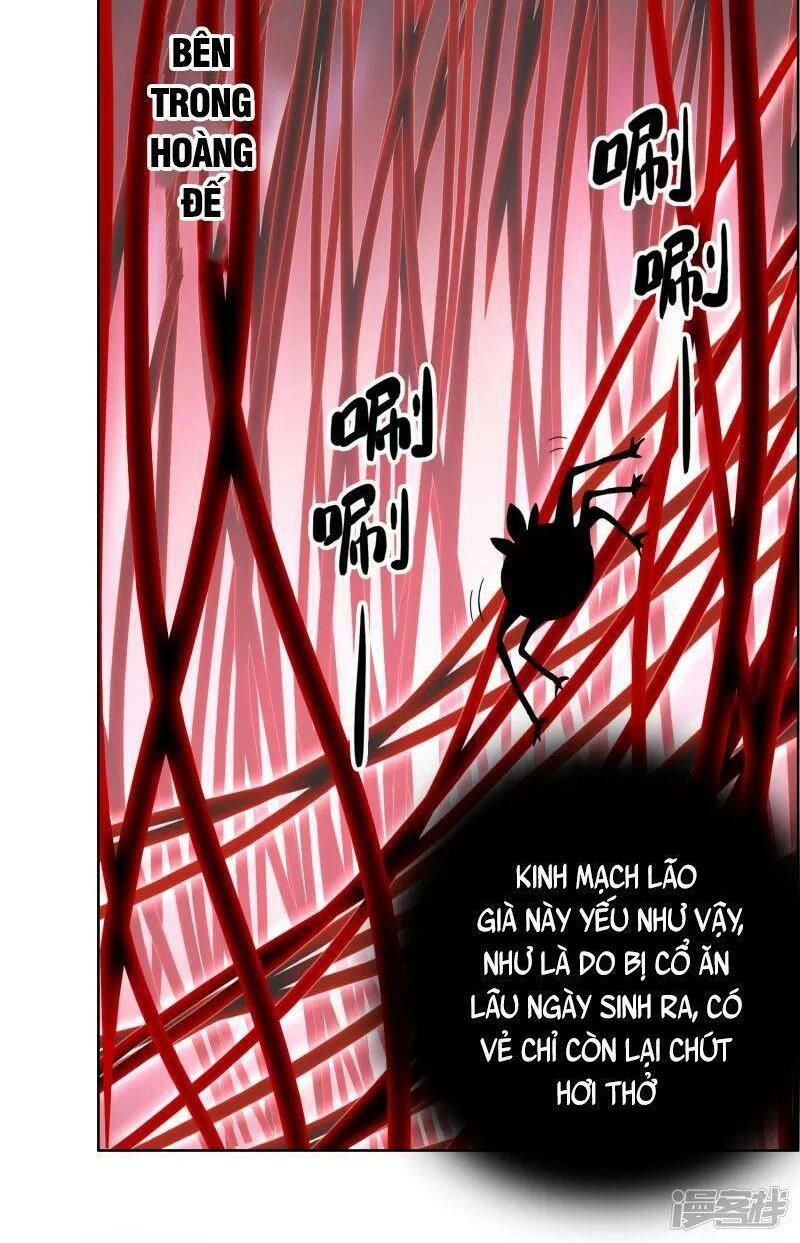 BÊN
TRONG
HOÀNG
ĐẾ
唰
唰
唰
唰
KINH MẠCH LÃO
GIÀ NÀY YẾU NHƯ VẬY,
NHƯ LÀ DO BỊ CỔ ĂN
LÂU NGÀY SINH RA, CÓ
VẺ CHỈ CÒN LẠI CHÚT
HƠI THỞ
漫客栈